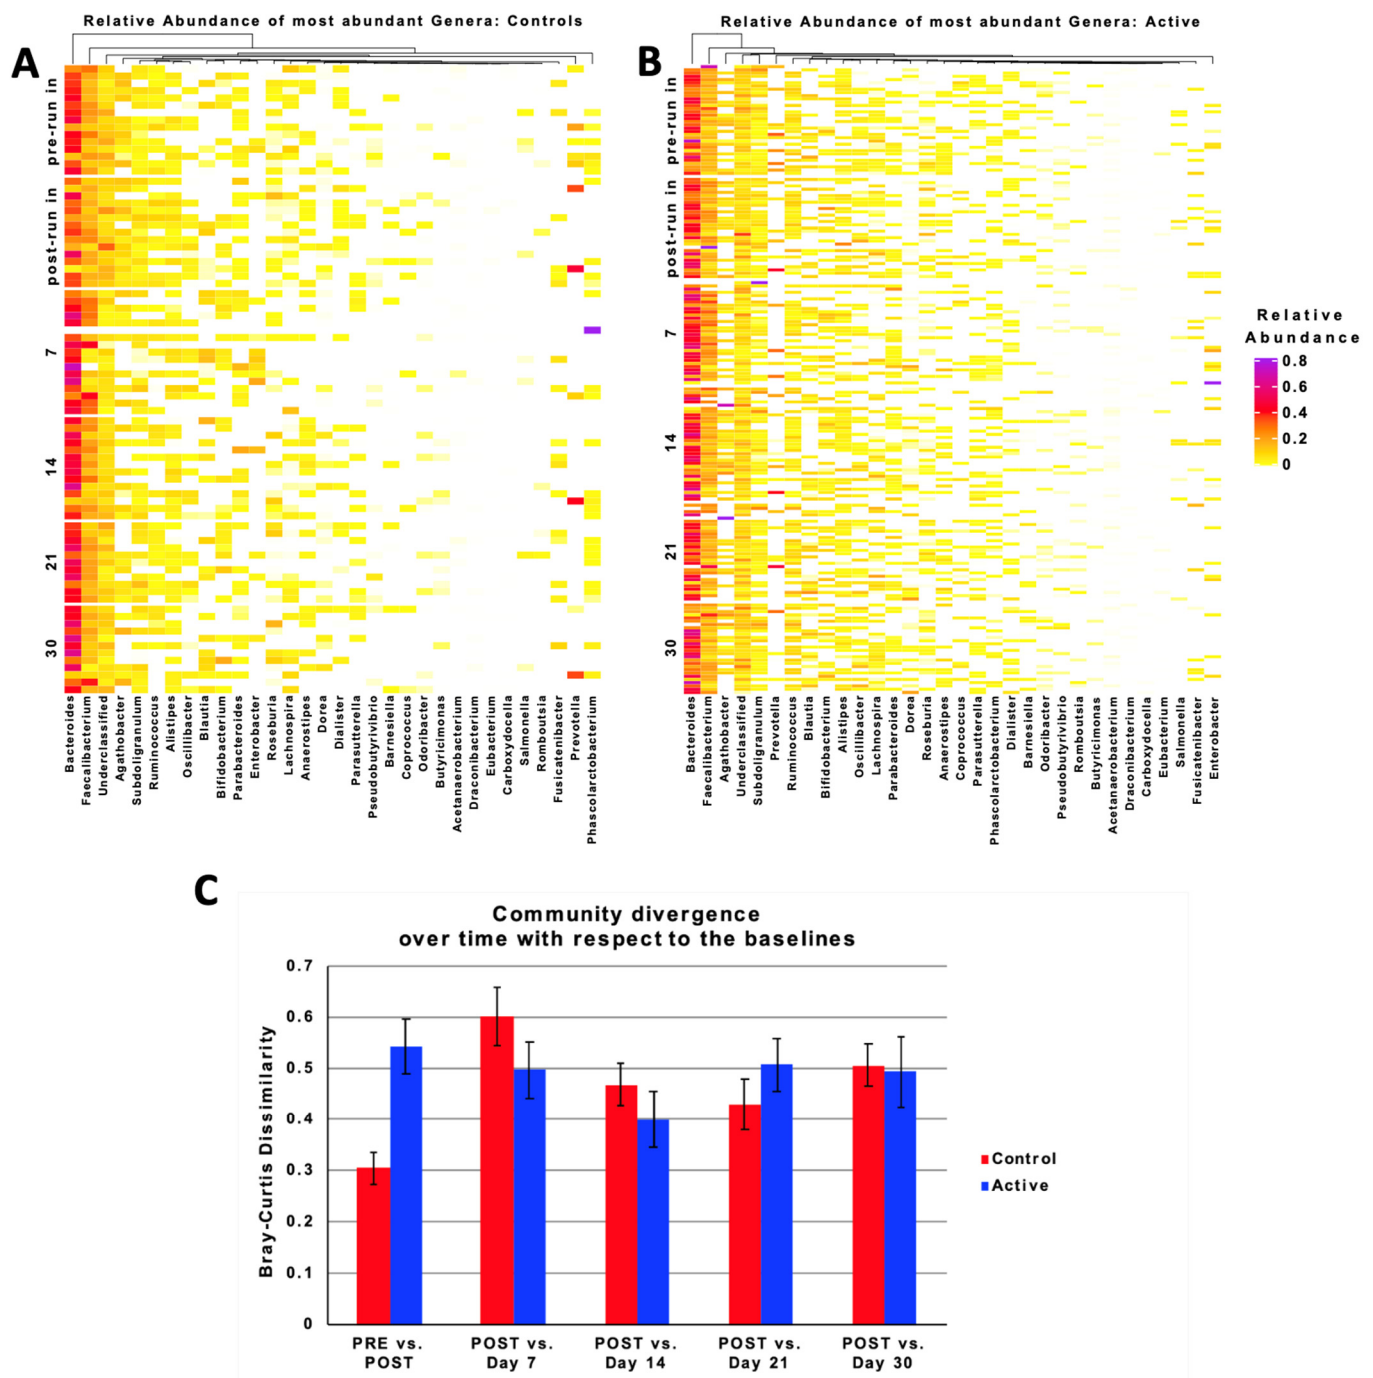 Relative Abundance of most abundant Genera: Controls
A
pre-run in
post-run in
7
14
21
30
Bacteroides
Faecalibacterium
Underclassified
Agathobacter
Subdoligranulum
Ruminococcus
Alistipes
Oscillibacter
Blautia
Bifidobacterium
Parabacteroides
Enterobacter
Roseburia
Lachnospira
Anaerostipes
Dorea
Dialister
Parasutterella
Pseudobutyrivibrio
Barnesiella
Coprococcus
Odoribacter
Butyricimonas
Acetanaerobacterium
Draconibacterium
Eubacterium
Carboxydocella
Salmonella
Romboutsia
Fusicatenibacter
Prevotella
Phascolarctobacterium
Relative Abundance of most abundant Genera: Active
B
pre-run in
post-run in
7
14
21
30
Bacteroides
Faecalibacterium
Agathobacter
Underclassified
Subdoligranulum
Prevotella
Ruminococcus
Blautia
Bifidobacterium
Alistipes
Oscillibacter
Lachnospira
Parabacteroides
Dorea
Roseburia
Anaerostipes
Coprococcus
Parasutterella
Phascolarctobacterium
Dialister
Barnesiella
Odoribacter
Pseudobutyrivibrio
Romboutsia
Butyricimonas
Acetanaerobacterium
Draconibacterium
Carboxydocella
Eubacterium
Salmonella
Fusicatenibacter
Enterobacter
Relative
Abundance
0.8
0.6
0.4
0.2
0
C
Community divergence
over time with respect to the baselines
Bray-Curtis Dissimilarity
0.7
0.6
0.5
0.4
0.3
0.2
0.1
0
PRE vs.
POST
POST vs.
Day 7
POST vs.
Day 14
POST vs.
Day 21
POST vs.
Day 30
Control
Active